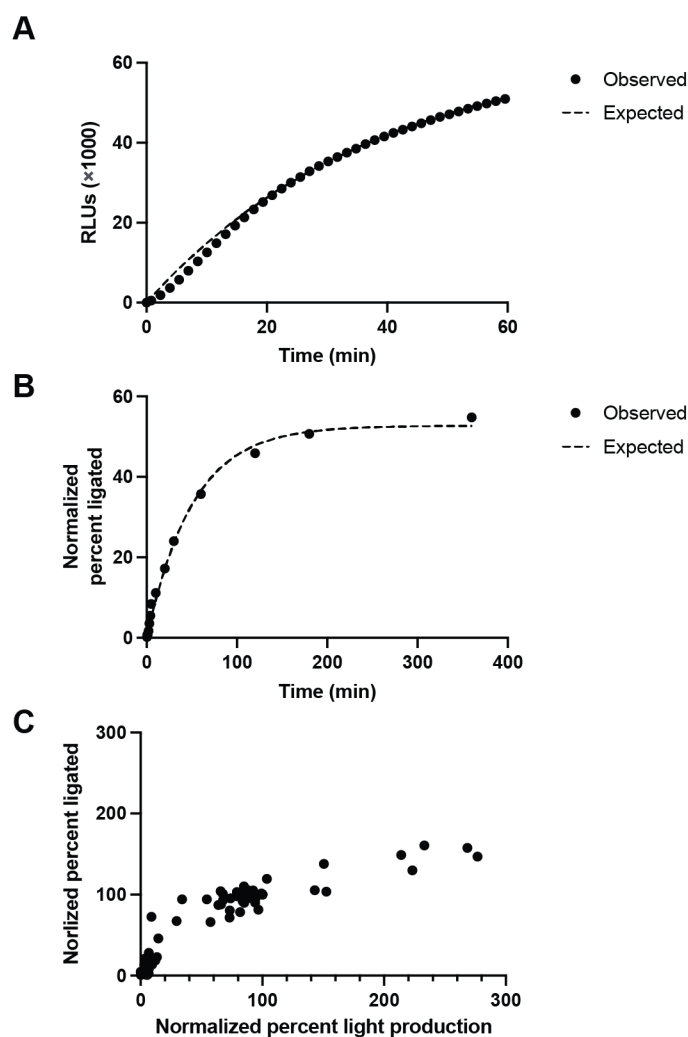 A
60
40
20
0
RLUs (×1000)
0 20 40 60
Time (min)
Observed
Expected
B
60
40
20
0
Normalized
percent ligated
0 100 200 300 400
Time (min)
Observed
Expected
C
300
200
100
0
Norlized percent ligated
0 100 200 300
Normalized percent light production